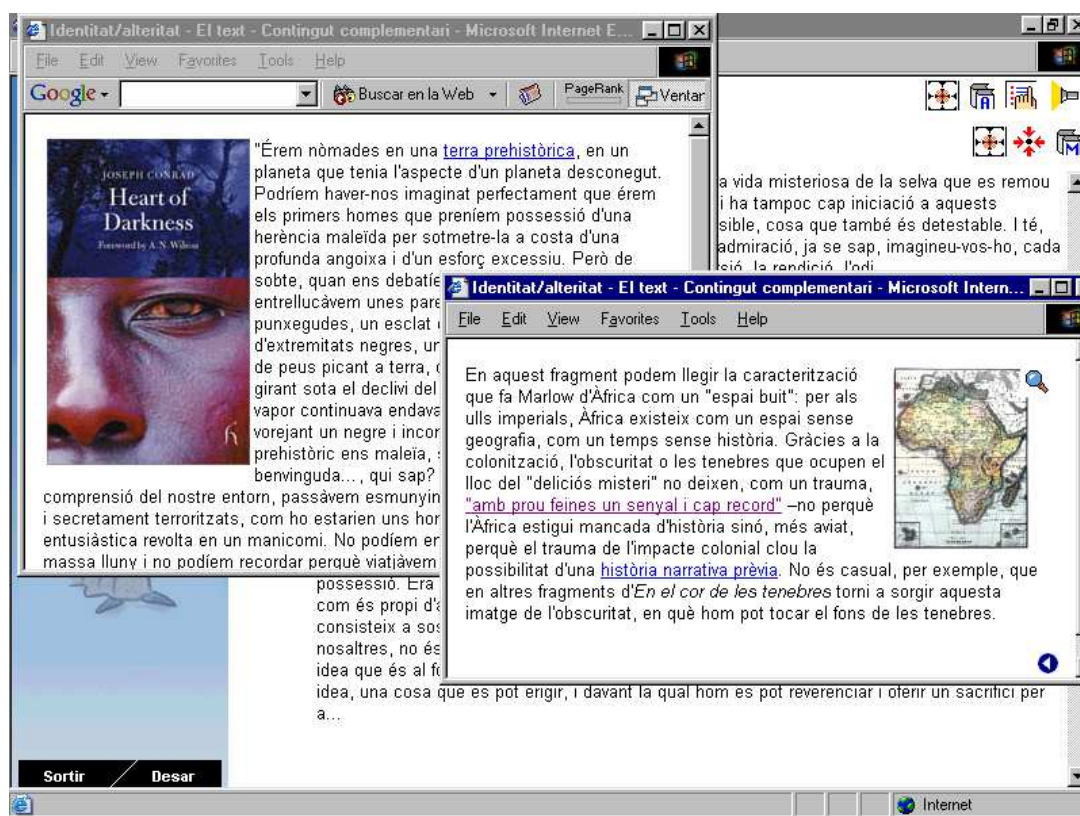 Identitat/alteritat - El text - Contingut complementari - Microsoft Internet E...
File Edit View Favorites Tools Help
Google
Buscar en la Web
PageRank
Ventar
JOSEPH CONRAD
Heart of
Darkness
Foreword by A. N. Wilson
"Érem nòmades en una terra prehistòrica, en un
planeta que tenia l'aspecte d'un planeta desconegut.
Podríem haver-nos imaginat perfectament que érem
els primers homes que preníem possessió d'una
herència maleïda per sotmetre-la a costa d'una
profunda angoixa i d'un esforç excessiu. Però de
sobte, quan ens debatíe
entrellucàvem unes pare
punxegudes, un esclat
d'extremitats negres, ur
de peus picant a terra,
girant sota el declivi del
vapor continuava endava
vorejant un negre i incor
prehistòric ens maleïa, s
benvinguda..., qui sap?
comprensió del nostre entorn, passàvem esmunyin
i secretament terroritzats, com ho estarien uns hor
entusiàstica revolta en un manicomi. No podíem er
massa lluny i no podíem recordar perquè viatjàvem
a vida misteriosa de la selva que es remou
i ha tampoc cap iniciació a aquests
sible, cosa que també és detestable. I té,
admiració, ja se sap, imagineu-vos-ho, cada
rsió, la rendició, l'odi
Identitat/alteritat - El text - Contingut complementari - Microsoft Intern...
File Edit View Favorites Tools Help
En aquest fragment podem llegir la caracterització
que fa Marlow d'Àfrica com un "espai buit": per als
ulls imperials, Àfrica existeix com un espai sense
geografia, com un temps sense història. Gràcies a la
colonització, l'obscuritat o les tenebres que ocupen el
lloc del "deliciós misteri" no deixen, com un trauma,
"amb prou feines un senyal i cap record" –no perquè
l'Àfrica estigui mancada d'història sinó, més aviat,
perquè el trauma de l'impacte colonial clou la
possibilitat d'una història narrativa prèvia. No és casual, per exemple, que
en altres fragments d'En el cor de les tenebres torni a sorgir aquesta
imatge de l'obscuritat, en què hom pot tocar el fons de les tenebres.
possessió. Era
com és propi d'a
consisteix a sos
nosaltres, no és
idea que és al fo
idea, una cosa que es pot erigir, i davant la qual hom es pot reverenciar i oferir un sacrifici per
a...
Sortir Desar
Internet